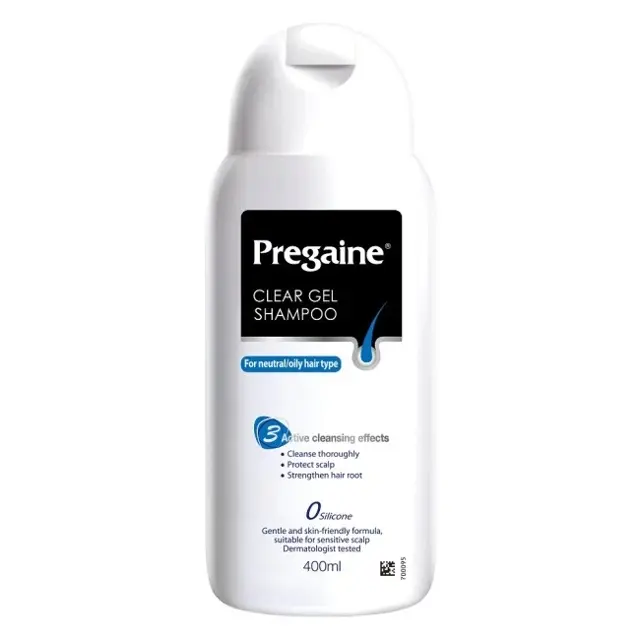 Pregaine®
CLEAR GEL
SHAMPOO
For neutral/oily hair type
3 Active cleansing effects
• Cleanse thoroughly
• Protect scalp
• Strengthen hair root
0 Silicone
Gentle and skin-friendly formula,
suitable for sensitive scalp
Dermatologist tested
400ml
700095